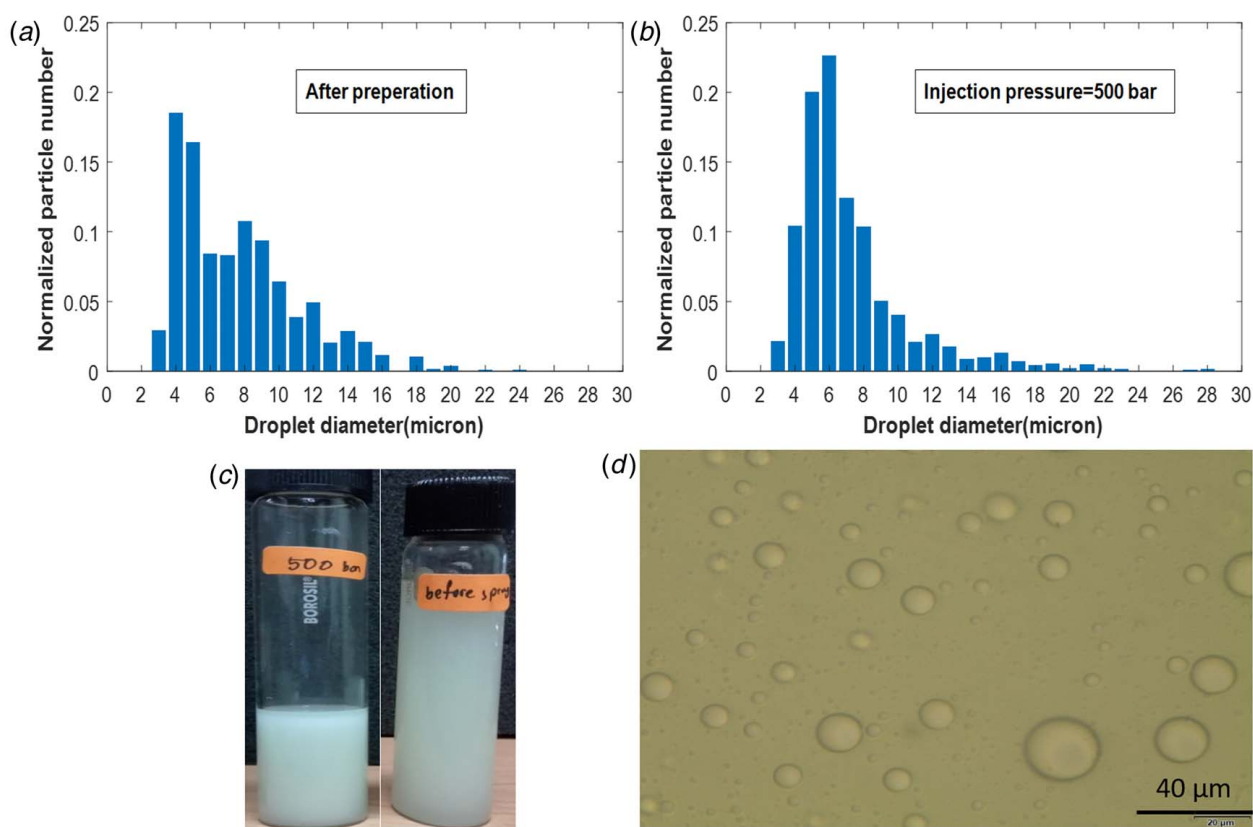 (a)
0.25
0.2
0.15
0.1
0.05
0
Normalized particle number
After preperation
0 2 4 6 8 10 12 14 16 18 20 22 24 26 28 30
Droplet diameter(micron)
(b)
0.25
0.2
0.15
0.1
0.05
0
Normalized particle number
Injection pressure=500 bar
0 2 4 6 8 10 12 14 16 18 20 22 24 26 28 30
Droplet diameter(micron)
(c)
500 bar
BOROSIL®
before spray
(d)
40 µm
20 µm